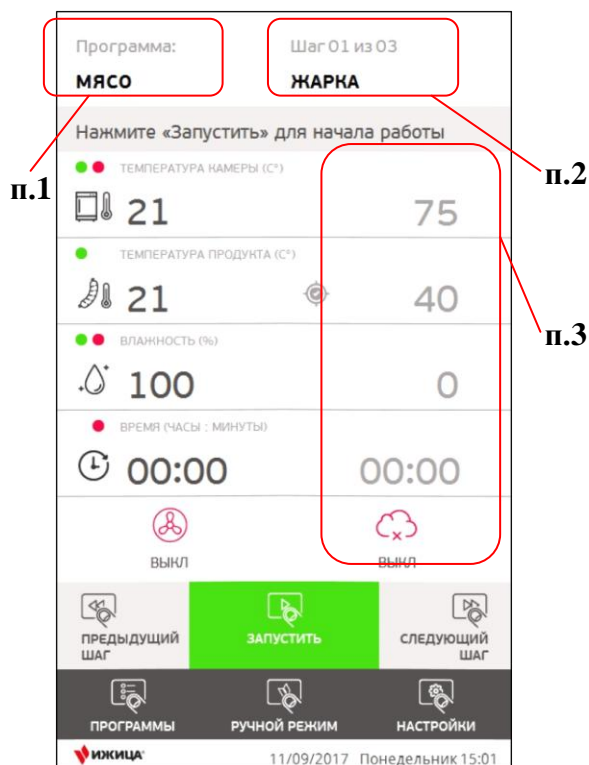 Программа:
Шаг 01 из 03
МЯСО
ЖАРКА
Нажмите «Запустить» для начала работы
ТЕМПЕРАТУРА КАМЕРЫ (С°)
п.1
п.2
21
75
ТЕМПЕРАТУРА ПРОДУКТА (С°)
21
40
п.3
ВЛАЖНОСТЬ (%)
100
0
ВРЕМЯ (ЧАСЫ : МИНУТЫ)
00:00
00:00
ВЫКЛ
ВЫКЛ
ПРЕДЫДУЩИЙ
ШАГ
ЗАПУСТИТЬ
СЛЕДУЮЩИЙ
ШАГ
ПРОГРАММЫ
РУЧНОЙ РЕЖИМ
НАСТРОЙКИ
ИЖИЦА
11/09/2017 Понедельник 15:01